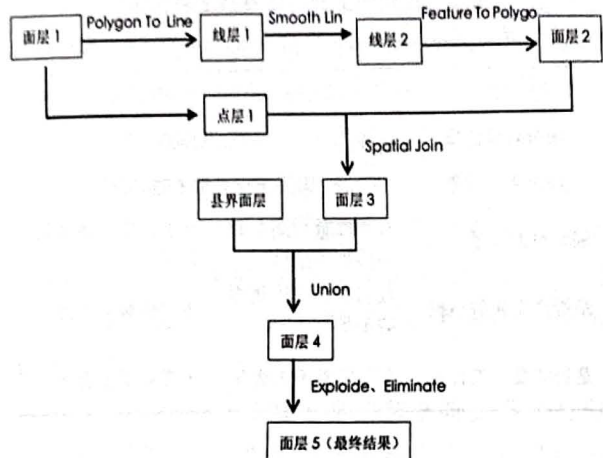 面层 1 Polygon To Line 线层 1 Smooth Lin 线层 2 Feature To Polygo 面层 2
点层 1
Spatial Join
县界面层 面层 3
Union
面层 4
Exploide、Eliminate
面层 5（最终结果）